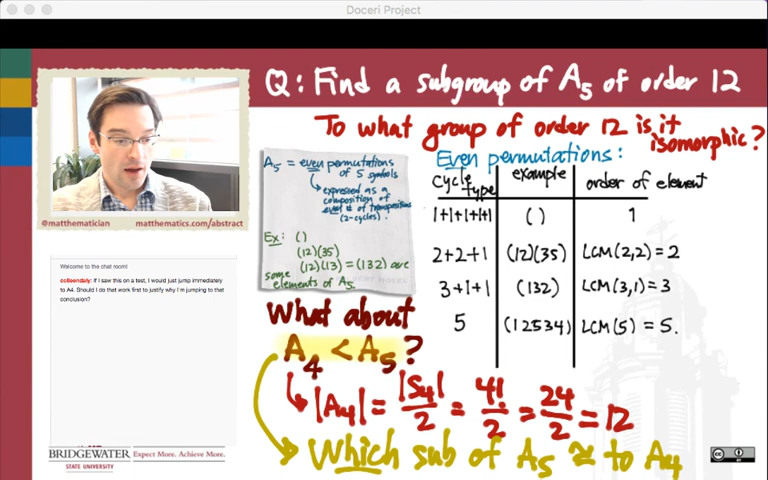 Doceri Project
Q: Find a subgroup of A5 of order 12
To what group of order 12 is it isomorphic?
@matthematician matthematics.com/abstract
A5 = even permutations
of 5 symbols
expressed as a
composition of
even # of transpositions
(2-cycles).
Ex: ()
(12)(35)
(12)(13) = (132) are
some
elements of A5
Even permutations:
cycle type example order of element
1+1+1+1+1 ( ) 1
2+2+1 (12)(35) LCM(2,2) = 2
3+1+1 (132) LCM(3,1) = 3
5 (12534) LCM(5) = 5.
Welcome to the chat room!
colleendaly: If I saw this on a test, I would just jump immediately
to A4. Should I do that work first to justify why I'm jumping to that
conclusion?
What about
A4 < A5?
|A4| = |S4|/2 = 4!/2 = 24/2 = 12
Which sub of A5 ≅ to A4
BRIDGEWATER
STATE UNIVERSITY
Expect More. Achieve More.
cc
BY